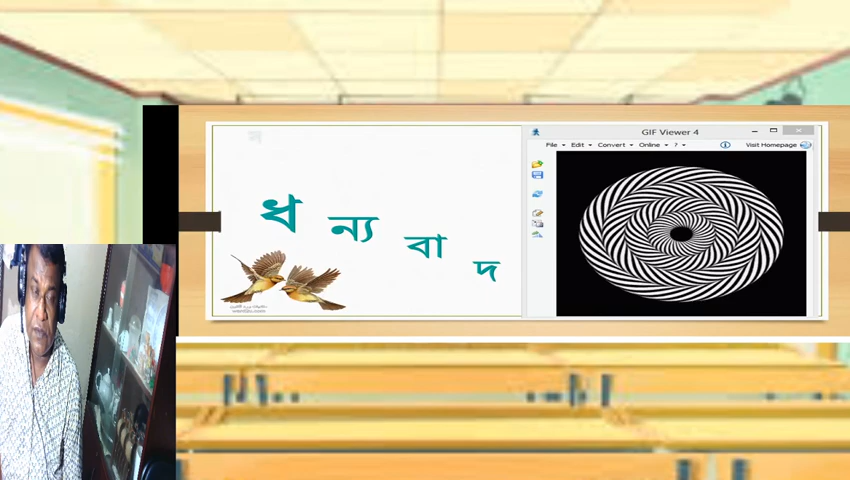 ধ ন্য বা দ
GIF Viewer 4
File Edit Convert Online ? Visit Homepage